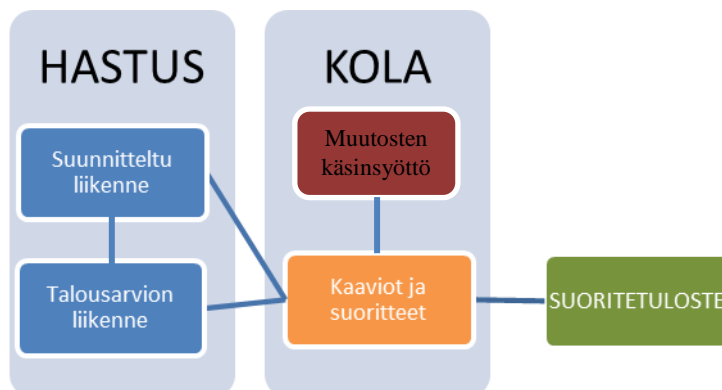 HASTUS
Suunniteltu
liikenne
Talousarvion
liikenne
KOLA
Muutosten
käsinsyöttö
Kaaviot ja
suoritteet
SUORITETULOSTE